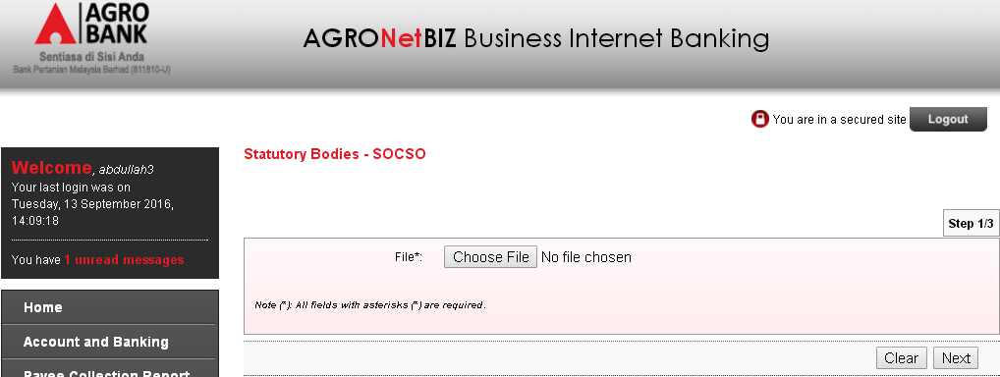 AGRO
BANK
Sentiasa di Sisi Anda
Bank Pertanian Malaysia Berhad (811810-U)
AGRONetBIZ Business Internet Banking
You are in a secured site Logout
Welcome, abdullah3
Your last login was on
Tuesday, 13 September 2016,
14:09:18
You have 1 unread messages
Home
Account and Banking
Payee Collection Report
Statutory Bodies - SOCSO
Step 1/3
File*: Choose File No file chosen
Note (*): All fields with asterisks (*) are required.
Clear Next